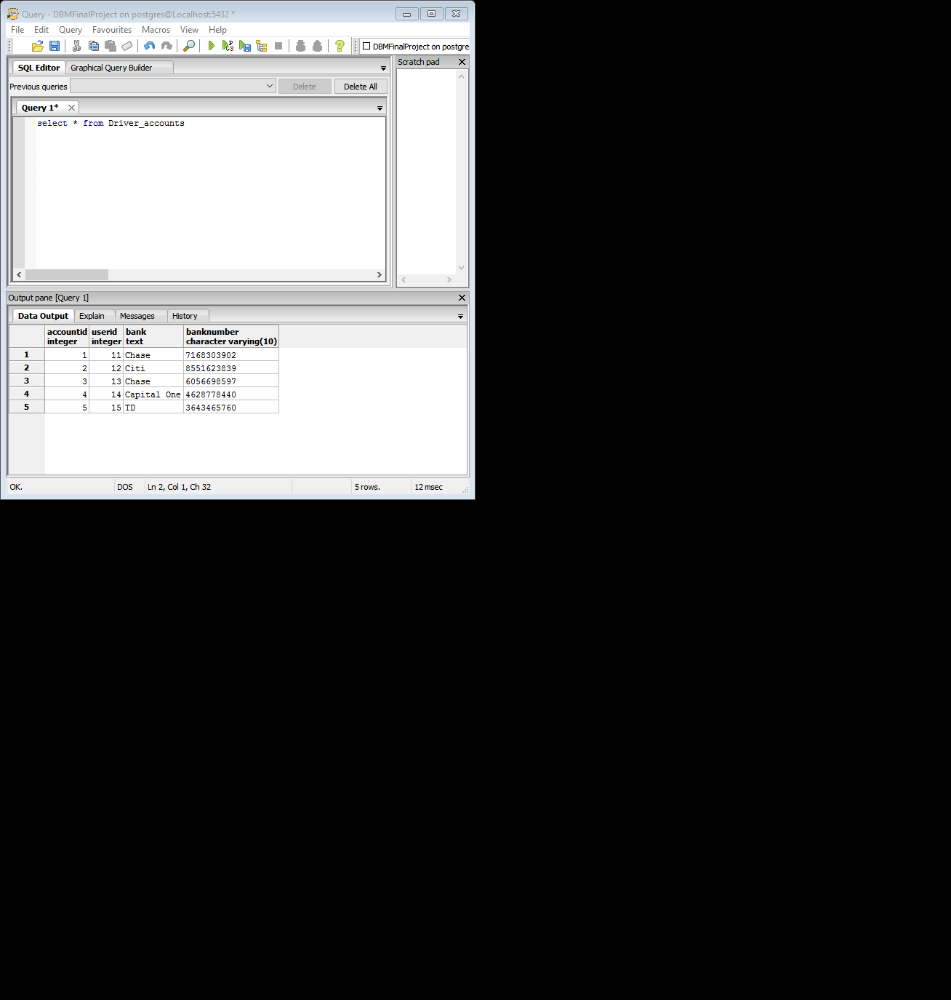 Query - DBMFinalProject on postgres@Localhost:5432 *
File Edit Query Favourites Macros View Help
DBMFinalProject on postgre
SQL Editor Graphical Query Builder
Scratch pad
Previous queries Delete Delete All
Query 1*
select * from Driver_accounts
Output pane [Query 1]
Data Output Explain Messages History
accountid userid bank banknumber
integer integer text character varying(10)
1 1 11 Chase 7168303902
2 2 12 Citi 8551623839
3 3 13 Chase 6056698597
4 4 14 Capital One 4628778440
5 5 15 TD 3643465760
OK. DOS Ln 2, Col 1, Ch 32 5 rows. 12 msec